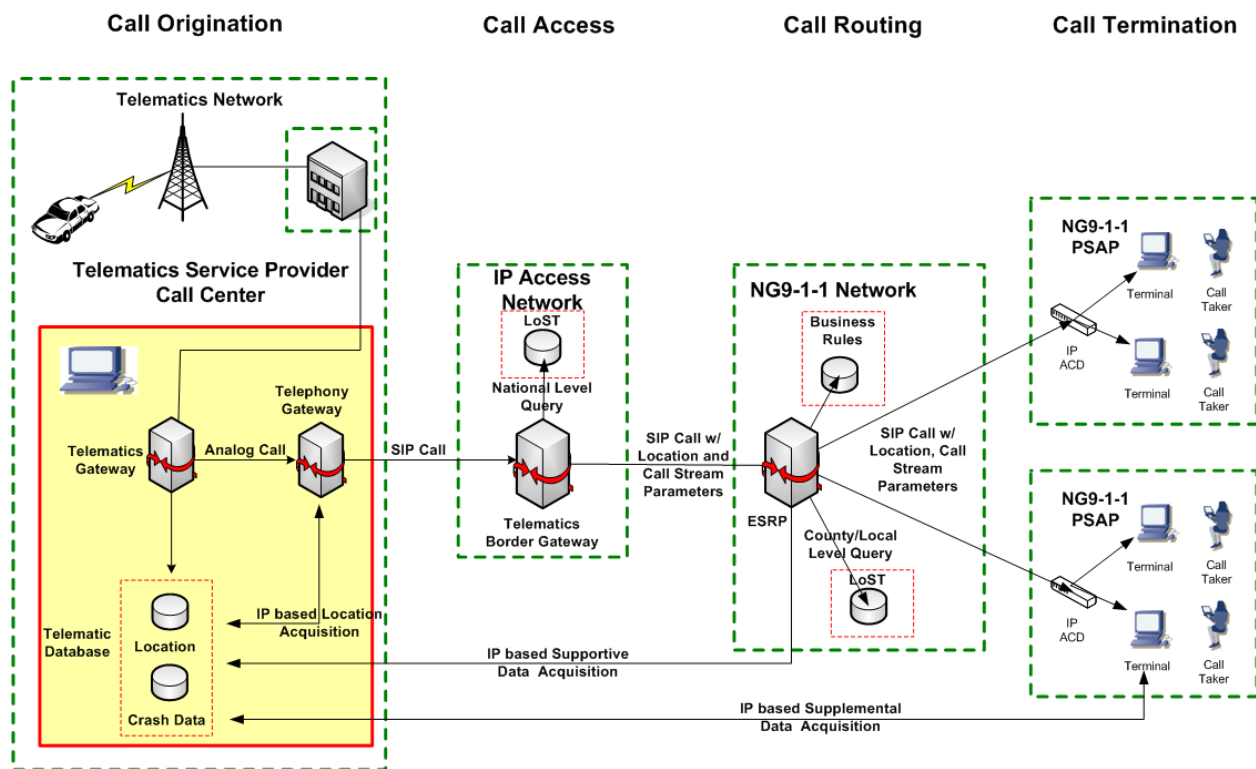 Call Origination
Call Access
Call Routing
Call Termination
Telematics Network
Telematics Service Provider
Call Center
Telematics
Gateway
Analog Call
Telephony
Gateway
SIP Call
Telematic
Database
Location
Crash Data
IP based Location
Acquisition
IP based Supportive
Data Acquisition
IP based Supplemental
Data Acquisition
IP Access
Network
LoST
National Level
Query
Telematics
Border Gateway
SIP Call w/
Location and
Call Stream
Parameters
NG9-1-1 Network
Business
Rules
ESRP
County/Local
Level Query
LoST
SIP Call w/
Location, Call
Stream
Parameters
NG9-1-1
PSAP
IP
ACD
Terminal
Call
Taker
Terminal
Call
Taker
NG9-1-1
PSAP
IP
ACD
Terminal
Call
Taker
Terminal
Call
Taker